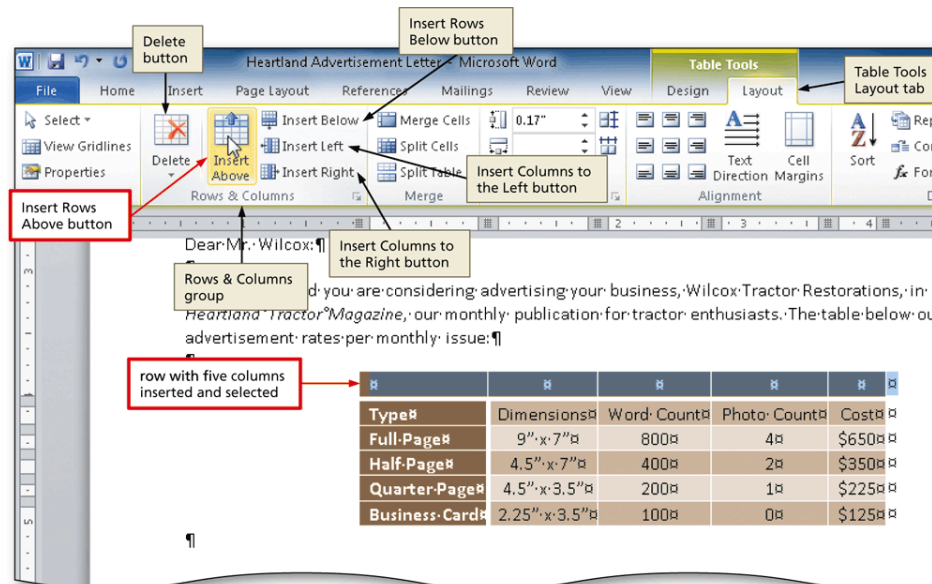 Insert Rows
Below button
Delete
button
Heartland Advertisement Letter - Microsoft Word
Table Tools
Table Tools
Layout tab
File Home Insert Page Layout References Mailings Review View Design Layout
Select
Insert Below
Merge Cells
0.17"
View Gridlines
Insert Left
Split Cells
Properties
Delete
Insert
Above
Insert Right
Split Table
Text
Direction
Cell
Margins
Sort
Rows & Columns
Merge
Alignment
Insert Columns to
the Left button
Insert Rows
Above button
Insert Columns to
the Right button
Rows & Columns
group
2 3 4
Dear·Mr.·Wilcox:¶
you·are·considering·advertising·your·business,·Wilcox·Tractor·Restorations,·in·
Heartland·Tractor°Magazine,·our·monthly·publication·for·tractor·enthusiasts.·The·table·below·
advertisement·rates·per·monthly·issue:¶
¶
row with five columns
inserted and selected
¤ ¤ ¤ ¤ ¤ ¤
Type¤ Dimensions¤ Word·Count¤ Photo·Count¤ Cost¤ ¤
Full·Page¤ 9”·x·7”¤ 800¤ 4¤ $650¤ ¤
Half·Page¤ 4.5”·x·7”¤ 400¤ 2¤ $350¤ ¤
Quarter·Page¤ 4.5”·x·3.5”¤ 200¤ 1¤ $225¤ ¤
Business·Card¤ 2.25”·x·3.5”¤ 100¤ 0¤ $125¤ ¤
¶